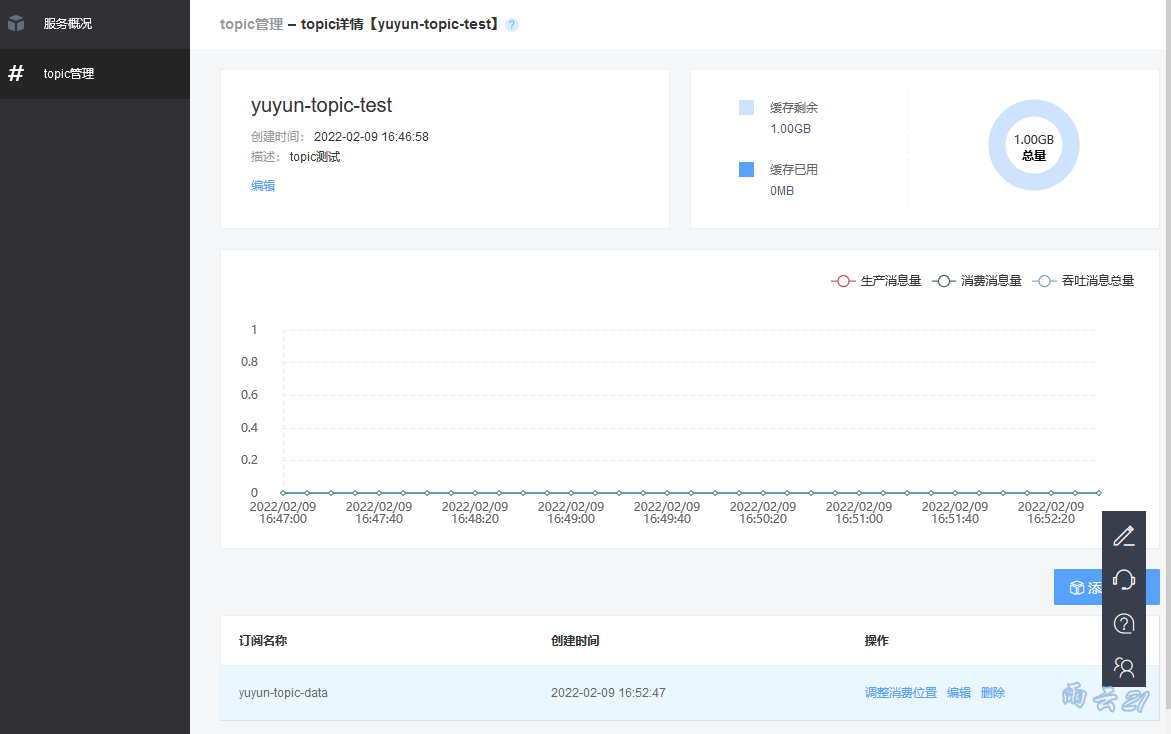 服务概况
topic管理
topic管理 – topic详情【yuyun-topic-test】 ?
yuyun-topic-test
创建时间： 2022-02-09 16:46:58
描述： topic测试
编辑
缓存剩余
1.00GB
缓存已用
0MB
1.00GB
总量
生产消息量 消费消息量 吞吐消息总量
1
0.8
0.6
0.4
0.2
0
2022/02/09 2022/02/09 2022/02/09 2022/02/09 2022/02/09 2022/02/09 2022/02/09 2022/02/09 2022/02/09
16:47:00 16:47:40 16:48:20 16:49:00 16:49:40 16:50:20 16:51:00 16:51:40 16:52:20
添
订阅名称 创建时间 操作
yuyun-topic-data 2022-02-09 16:52:47 调整消费位置 编辑 删除
雨云21